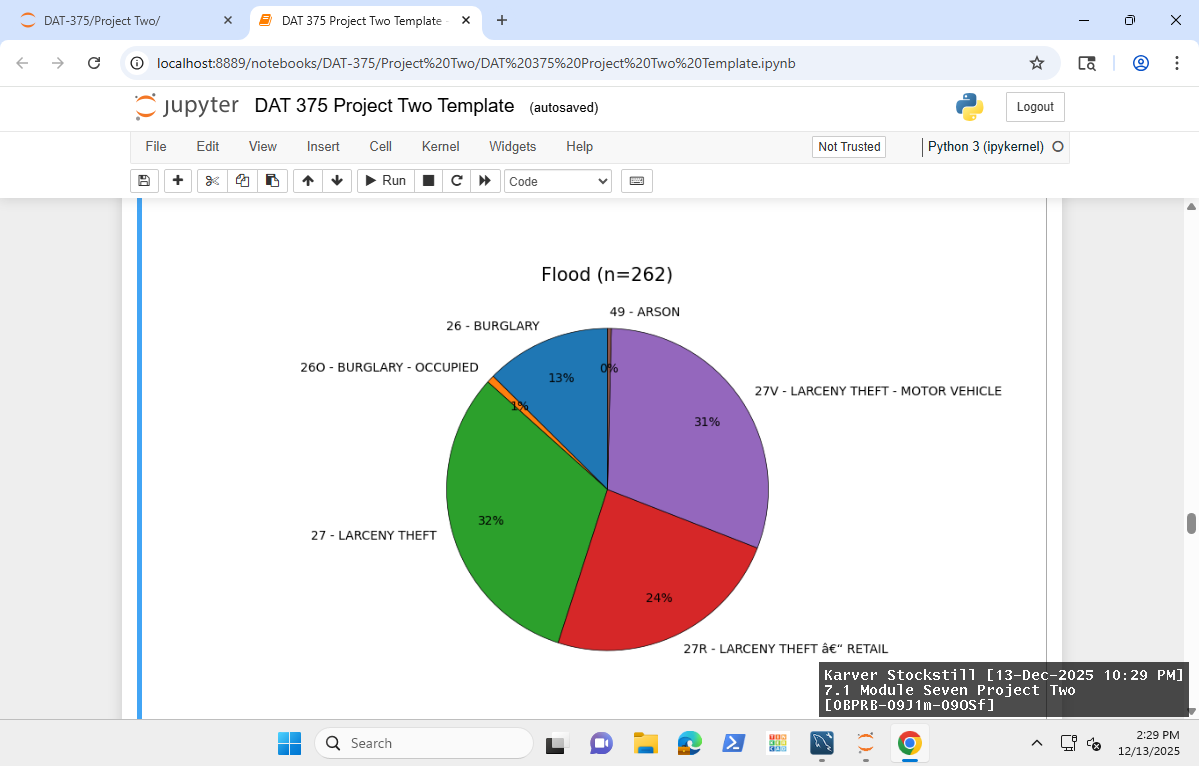 DAT-375/Project Two/
DAT 375 Project Two Template -
localhost:8889/notebooks/DAT-375/Project%20Two/DAT%20375%20Project%20Two%20Template.ipynb
jupyter DAT 375 Project Two Template (autosaved) Logout
File Edit View Insert Cell Kernel Widgets Help Not Trusted Python 3 (ipykernel)
Run Code
Flood (n=262)
49 - ARSON
26 - BURGLARY
26O - BURGLARY - OCCUPIED
0%
13%
27V - LARCENY THEFT - MOTOR VEHICLE
1%
31%
32%
27 - LARCENY THEFT
24%
27R - LARCENY THEFT â€“ RETAIL
Karver Stockstill [13-Dec-2025 10:29 PM]
7.1 Module Seven Project Two
[OBPRB-O9J1m-O9OSf]
Search
2:29 PM
12/13/2025